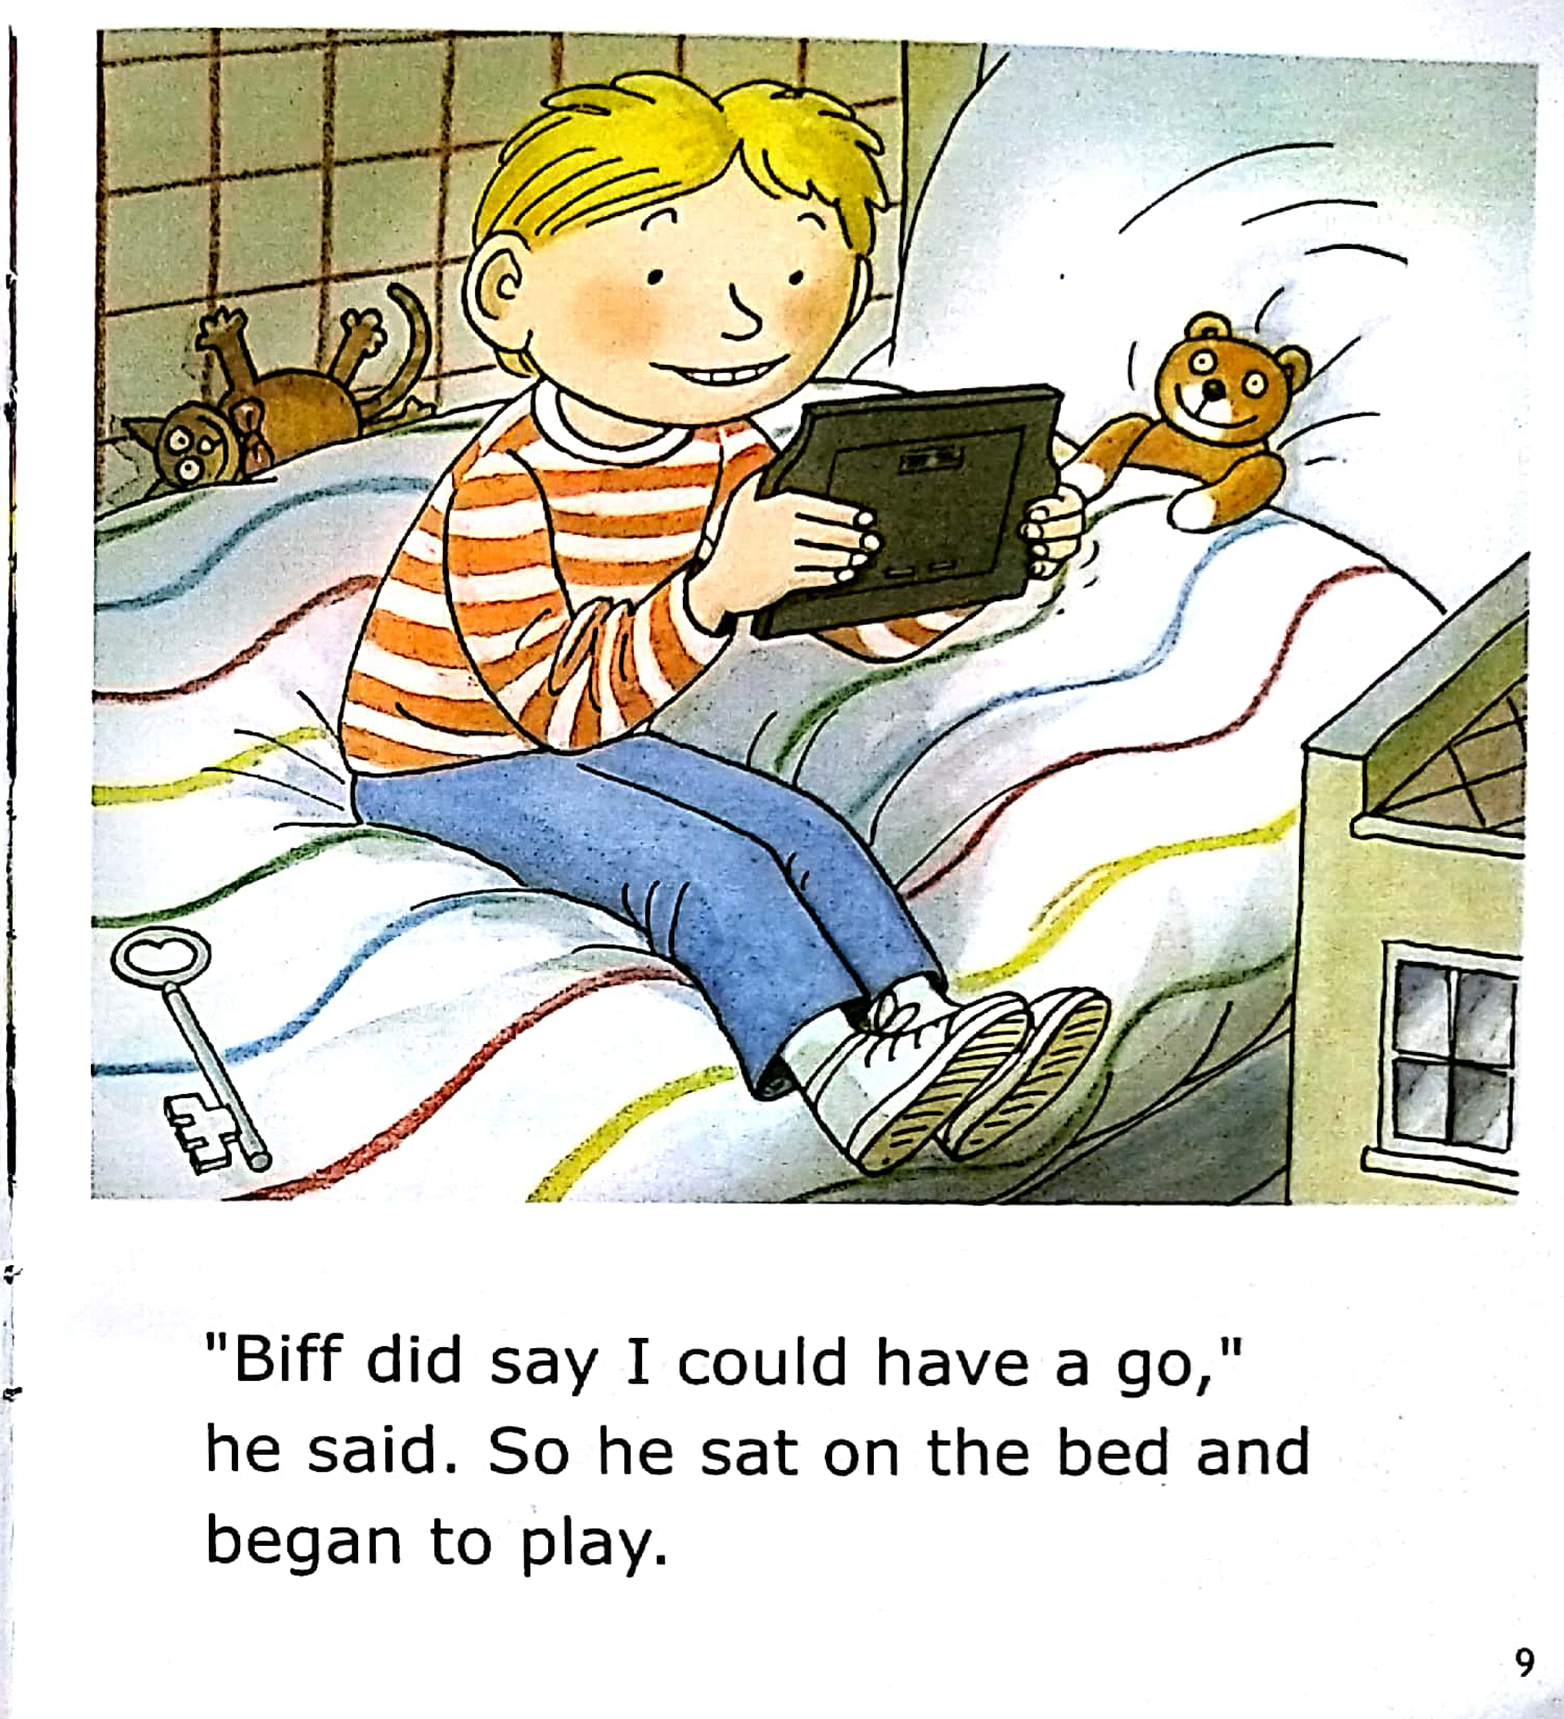 "Biff did say I could have a go,"
he said. So he sat on the bed and
began to play.
9